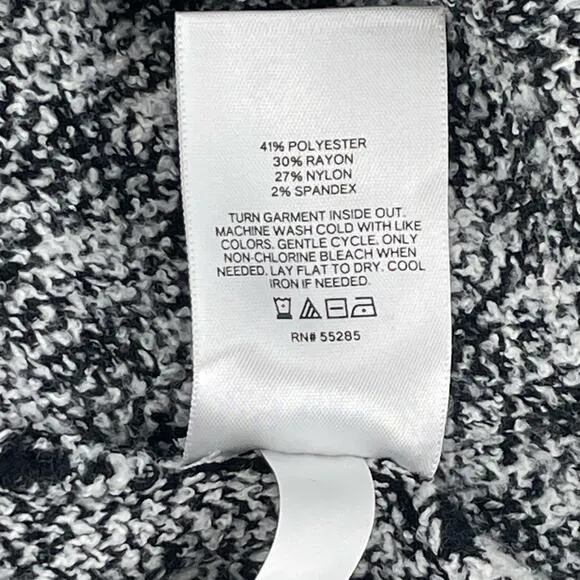 41% POLYESTER
30% RAYON
27% NYLON
2% SPANDEX
TURN GARMENT INSIDE OUT.
MACHINE WASH COLD WITH LIKE
COLORS. GENTLE CYCLE. ONLY
NON-CHLORINE BLEACH WHEN
NEEDED. LAY FLAT TO DRY. COOL
IRON IF NEEDED.
RN# 55285